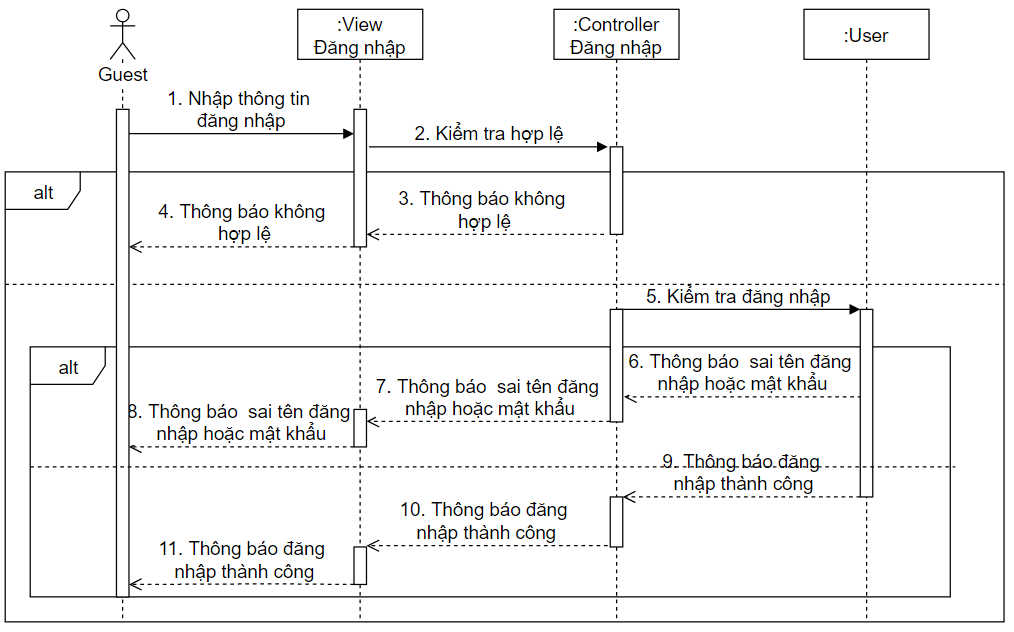 Guest
:View
Đăng nhập
:Controller
Đăng nhập
:User
1. Nhập thông tin
đăng nhập
2. Kiểm tra hợp lệ
alt
3. Thông báo không
hợp lệ
4. Thông báo không
hợp lệ
5. Kiểm tra đăng nhập
alt
6. Thông báo sai tên đăng
nhập hoặc mật khẩu
7. Thông báo sai tên đăng
nhập hoặc mật khẩu
8. Thông báo sai tên đăng
nhập hoặc mật khẩu
9. Thông báo đăng
nhập thành công
10. Thông báo đăng
nhập thành công
11. Thông báo đăng
nhập thành công